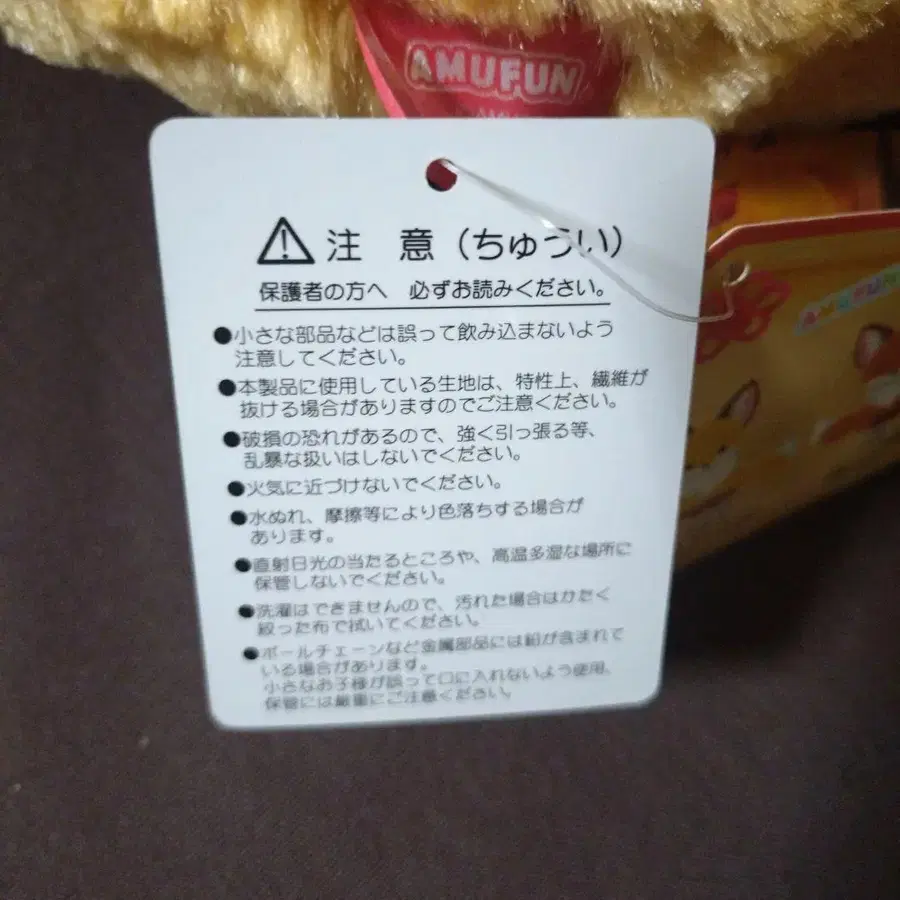 AMUFUN
注 意（ちゅうい）
保護者の方へ 必ずお読みください。
●小さな部品などは誤って飲み込まないよう
注意してください。
●本製品に使用している生地は、特性上、繊維が
抜ける場合がありますのでご注意ください。
●破損の恐れがあるので、強く引っ張る等、
乱暴な扱いはしないでください。
●火気に近づけないでください。
●水ぬれ、摩擦等により色落ちする場合が
あります。
●直射日光の当たるところや、高温多湿な場所に
保管しないでください。
●洗濯はできませんので、汚れた場合はかたく
絞った布で拭いてください。
●ボールチェーンなど金属部品には鉛が含まれて
いる場合があります。
小さなお子様が誤って口に入れないよう使用、
保管には厳重にご注意ください。
AMUFUN